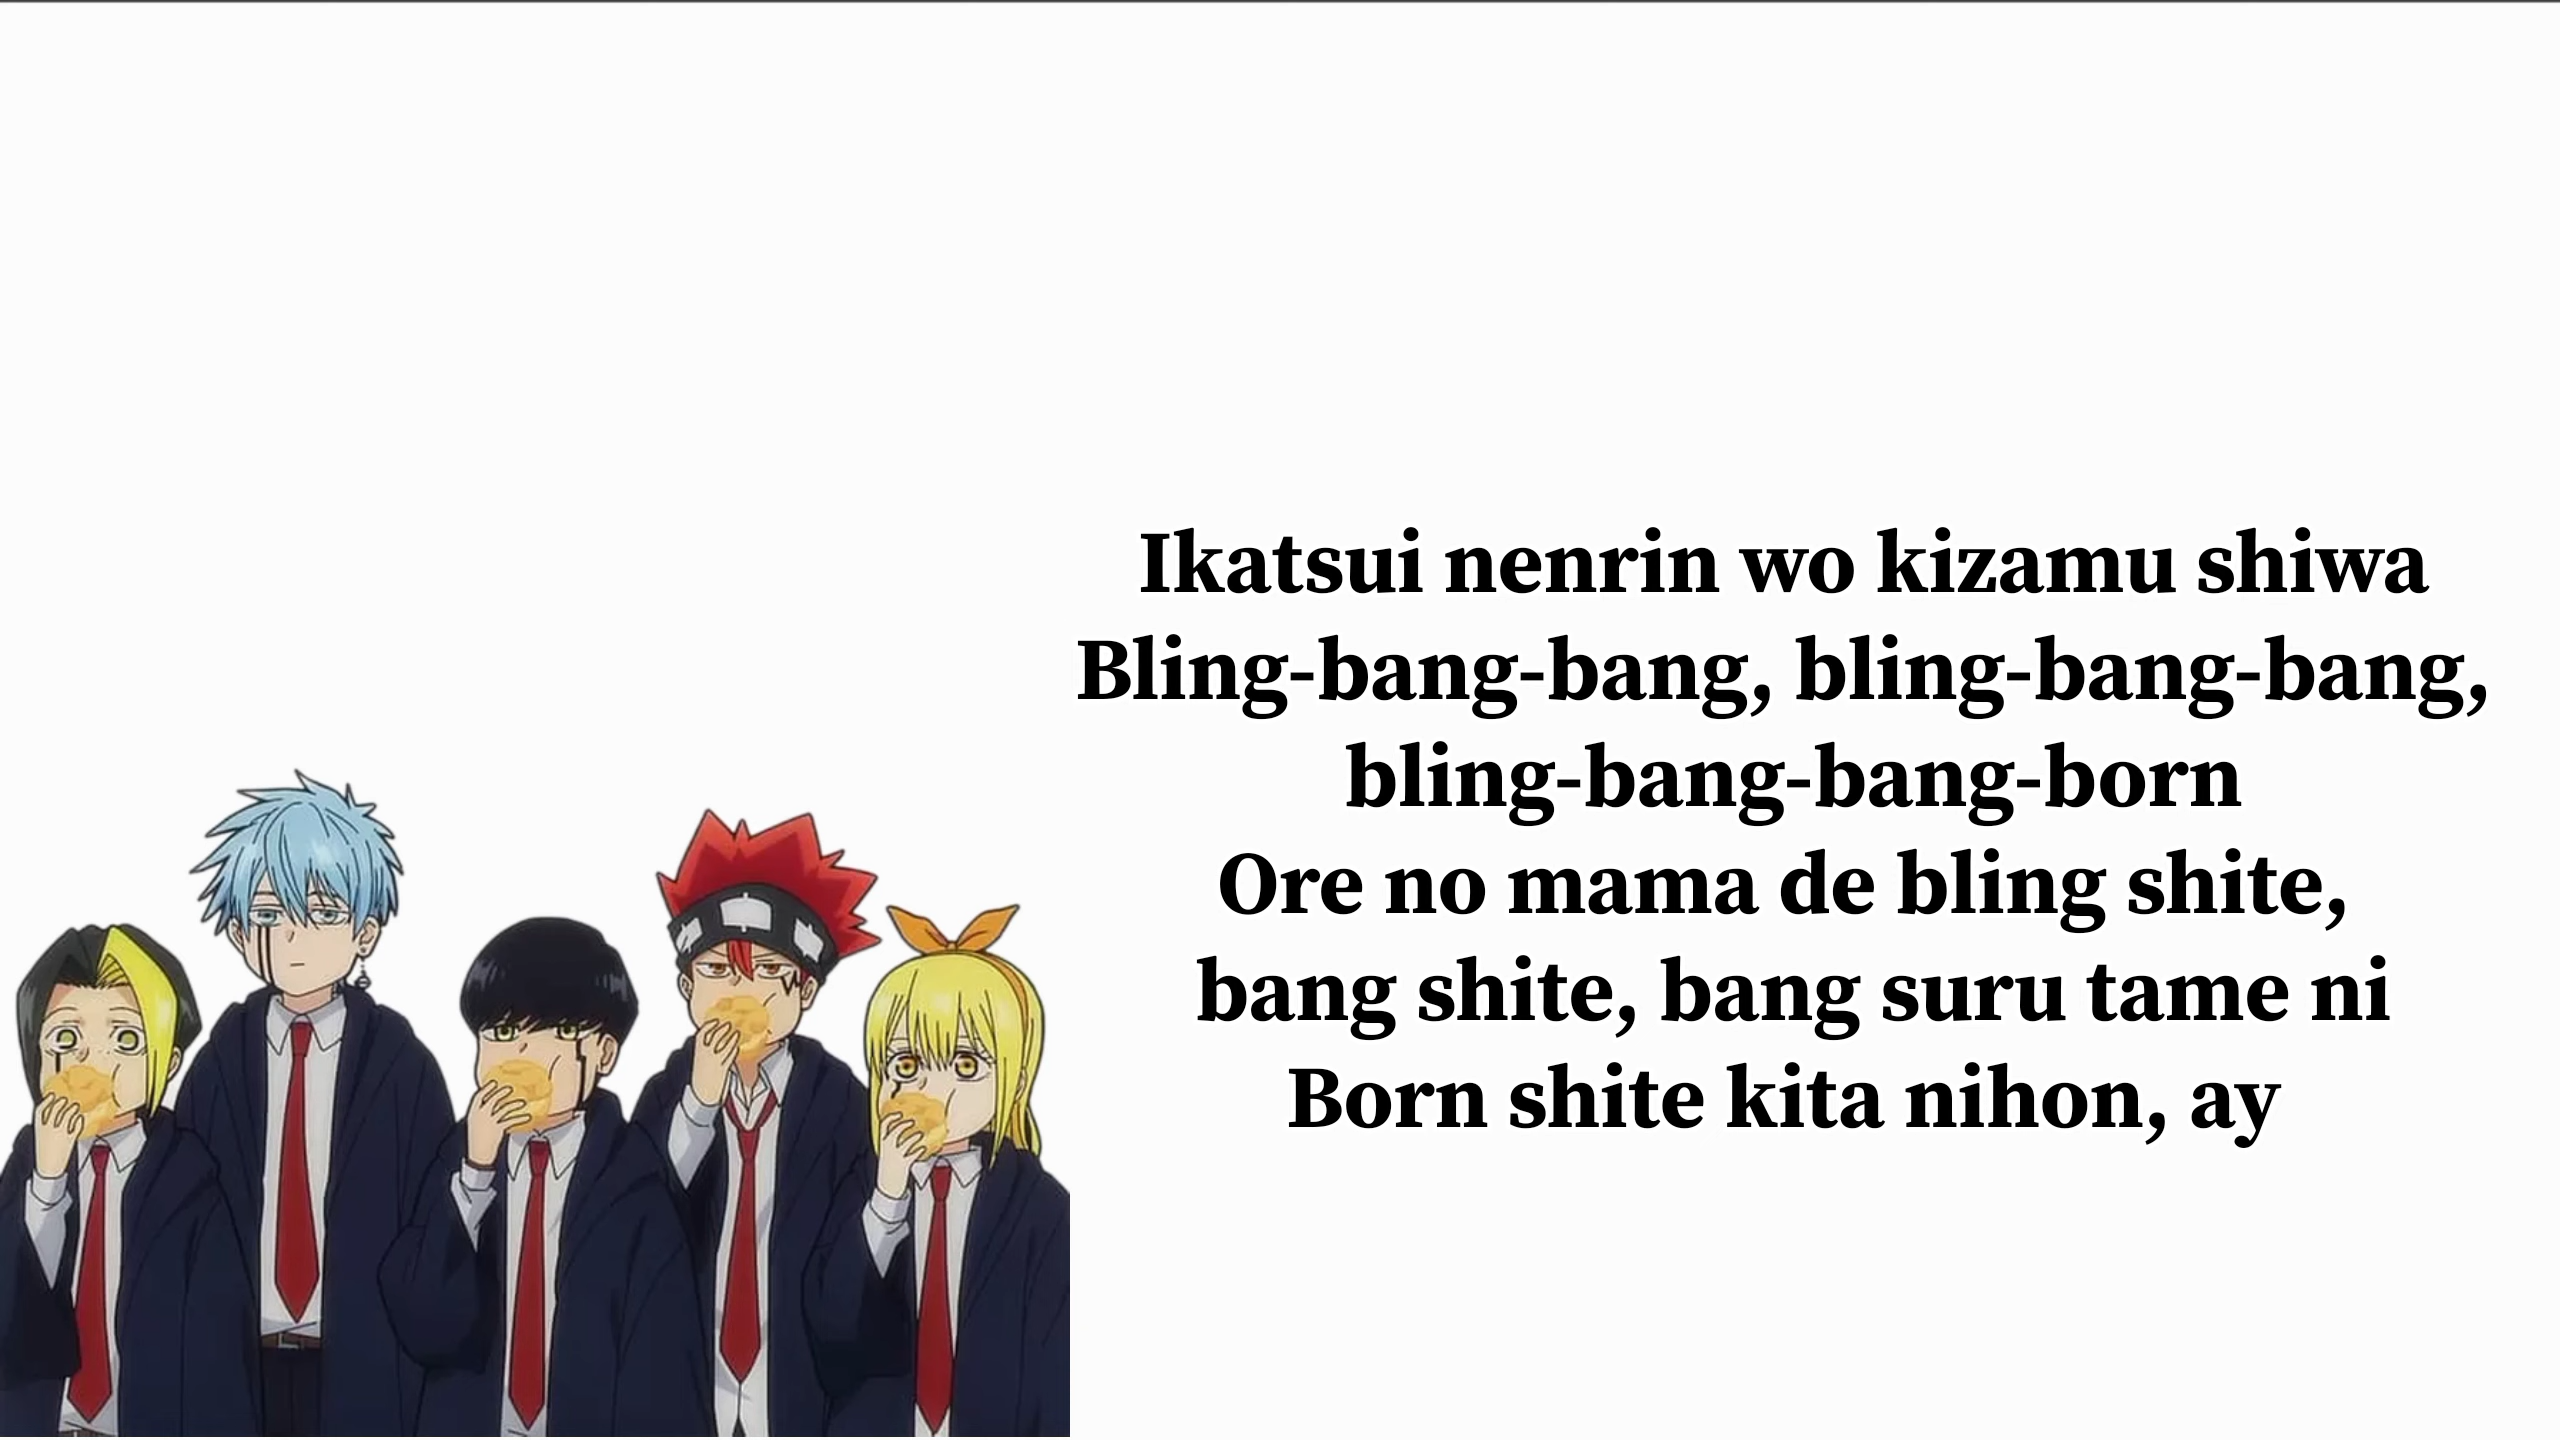 Ikatsui nenrin wo kizamu shiwa
Bling-bang-bang, bling-bang-bang,
bling-bang-bang-born
Ore no mama de bling shite,
bang shite, bang suru tame ni
Born shite kita nihon, ay